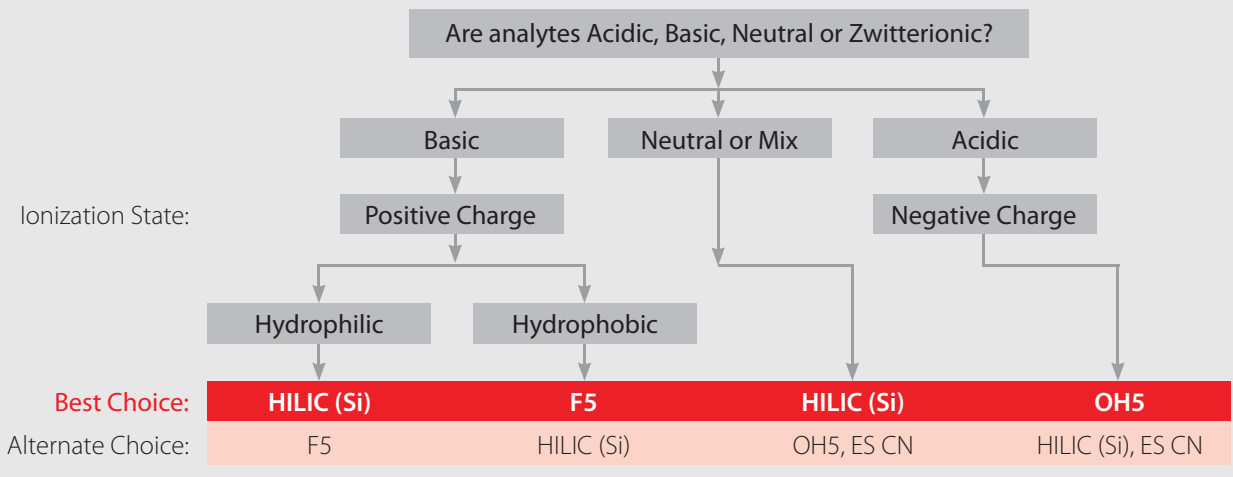 Are analytes Acidic, Basic, Neutral or Zwitterionic?
Basic
Neutral or Mix
Acidic
Ionization State:
Positive Charge
Negative Charge
Hydrophilic
Hydrophobic
Best Choice:
HILIC (Si)
F5
HILIC (Si)
OH5
Alternate Choice:
F5
HILIC (Si)
OH5, ES CN
HILIC (Si), ES CN